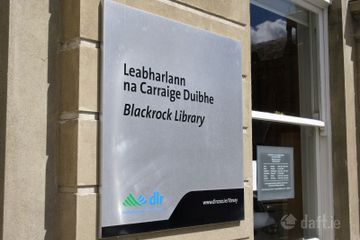 Leabharlann
na Carraige Duibhe
Blackrock Library
dlr
www.dlrcoco.ie/library
daft.ie